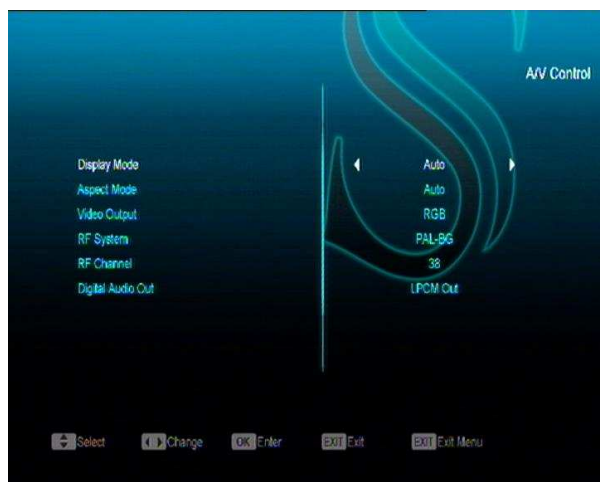 A/V Control
Display Mode Auto
Aspect Mode Auto
Video Output RGB
RF System PAL-BG
RF Channel 38
Digital Audio Out LPCM Out
Select Change OK Enter EXIT Exit EXIT Exit Menu